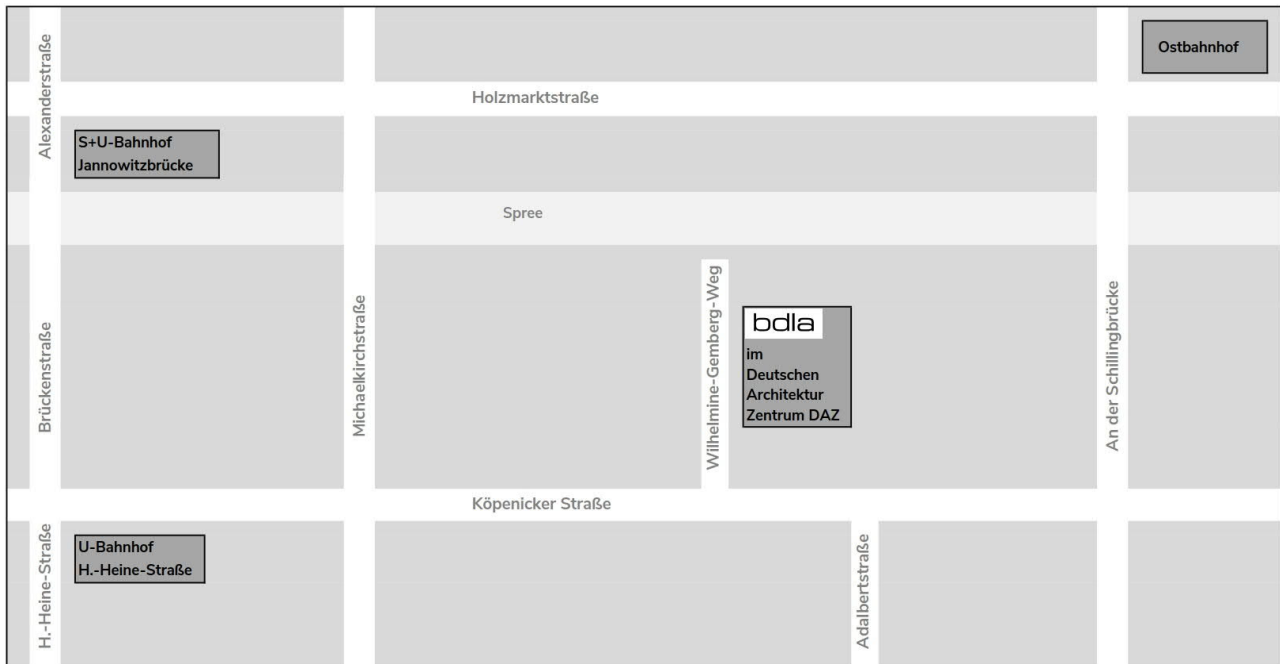 Ostbahnhof
Alexanderstraße
Holzmarktstraße
S+U-Bahnhof
Jannowitzbrücke
Spree
Brückenstraße
Michaelkirchstraße
Wilhelmine-Gemberg-Weg
bdla
im
Deutschen
Architektur
Zentrum DAZ
An der Schillingbrücke
Köpenicker Straße
H.-Heine-Straße
U-Bahnhof
H.-Heine-Straße
Adalbertstraße